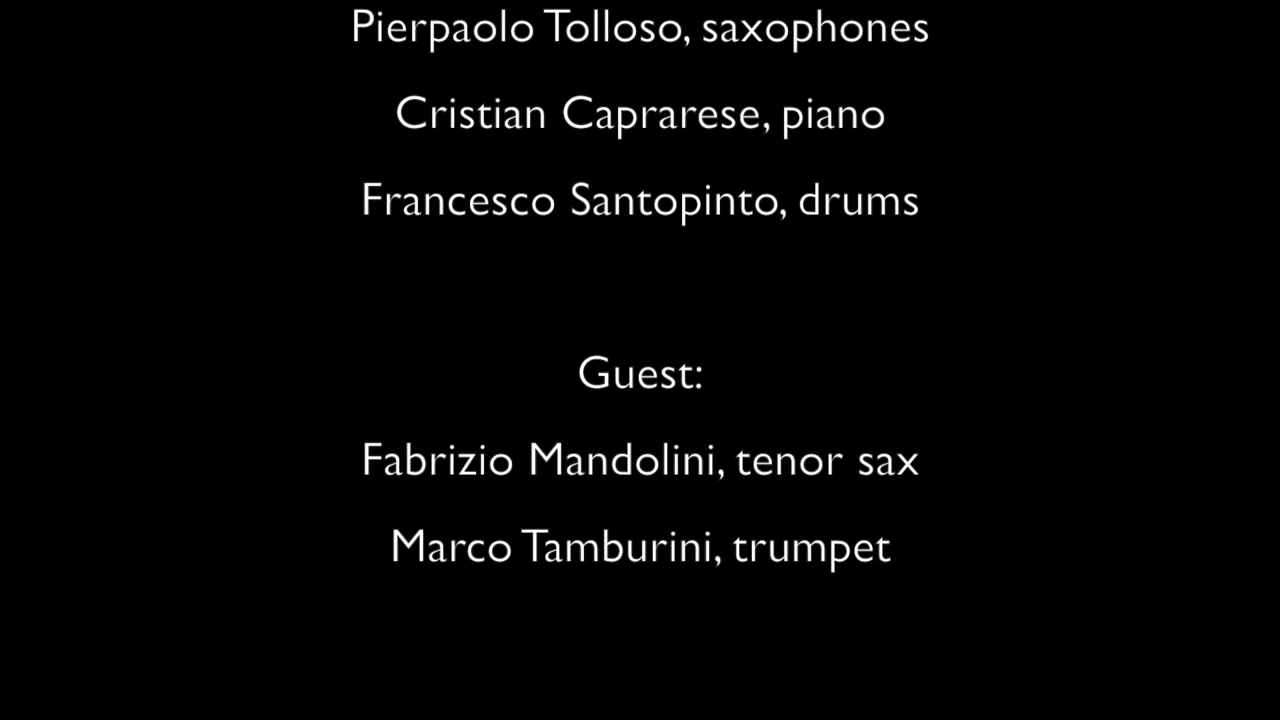 Pierpaolo Tolloso, saxophones
Cristian Caprarese, piano
Francesco Santopinto, drums
Guest:
Fabrizio Mandolini, tenor sax
Marco Tamburini, trumpet